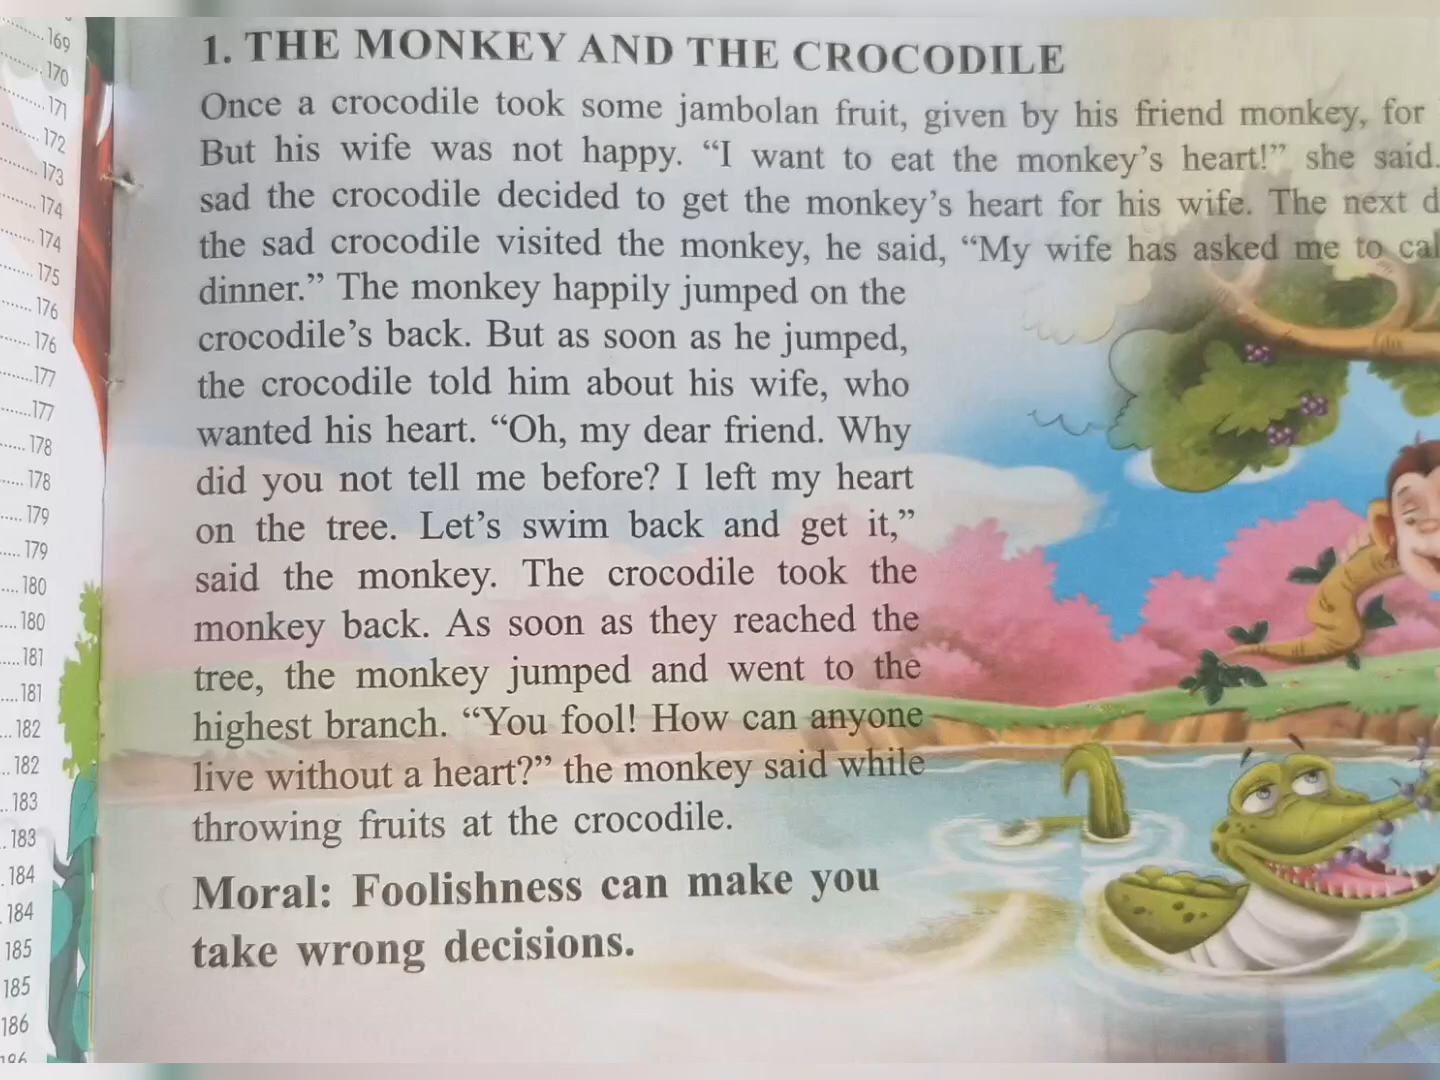 169
170
171
172
173
174
174
175
176
176
177
177
178
178
179
179
180
180
181
181
182
182
183
183
184
184
185
185
186
1. THE MONKEY AND THE CROCODILE
Once a crocodile took some jambolan fruit, given by his friend monkey, for
But his wife was not happy. “I want to eat the monkey’s heart!” she said.
sad the crocodile decided to get the monkey’s heart for his wife. The next
the sad crocodile visited the monkey, he said, “My wife has asked me to
dinner.” The monkey happily jumped on the
crocodile’s back. But as soon as he jumped,
the crocodile told him about his wife, who
wanted his heart. “Oh, my dear friend. Why
did you not tell me before? I left my heart
on the tree. Let’s swim back and get it,”
said the monkey. The crocodile took the
monkey back. As soon as they reached the
tree, the monkey jumped and went to the
highest branch. “You fool! How can anyone
live without a heart?” the monkey said while
throwing fruits at the crocodile.
Moral: Foolishness can make you
take wrong decisions.